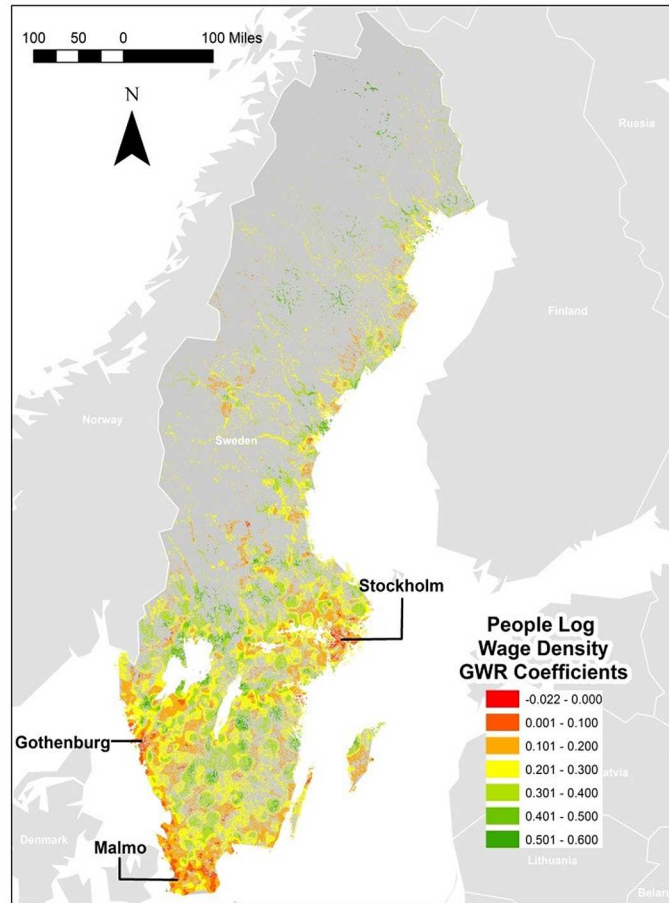 100 50 0 100 Miles
N
Russia
Finland
Norway
Sweden
Stockholm
People Log
Wage Density
GWR Coefficients
-0.022 - 0.000
0.001 - 0.100
0.101 - 0.200
0.201 - 0.300
0.301 - 0.400
0.401 - 0.500
0.501 - 0.600
Gothenburg
atvia
Denmark
Malmo
Lithuania
Belar